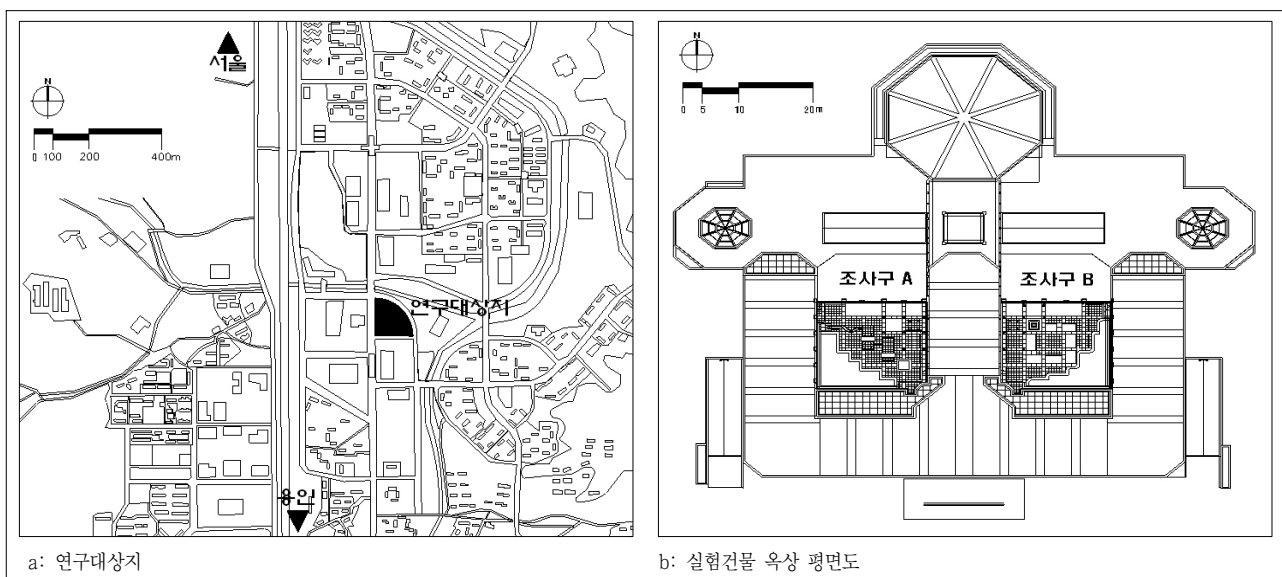 서울
N
0 100 200 400m
연구대상지
용인
a: 연구대상지
N
0 5 10 20m
조사구 A
조사구 B
b: 실험건물 옥상 평면도